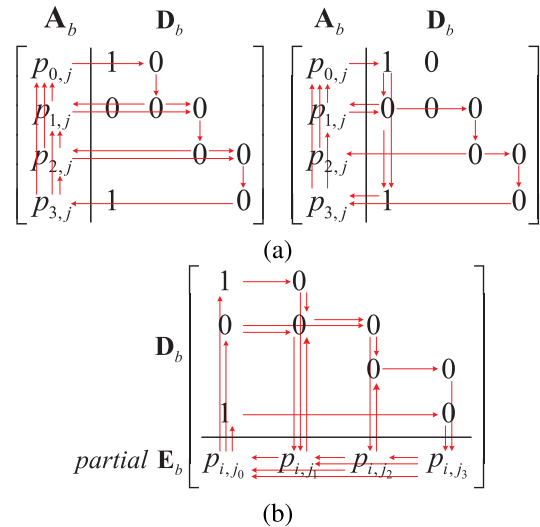 A_b D_b A_b D_b
p_{0,j} 1 0 p_{0,j} 1 0
p_{1,j} 0 0 0 p_{1,j} 0 0 0
p_{2,j} 0 0 p_{2,j} 0 0
p_{3,j} 1 0 p_{3,j} 1 0
(a)
1 0
D_b 0 0 0
0 0
1 0
partial E_b p_{i,j_0} p_{i,j_1} p_{i,j_2} p_{i,j_3}
(b)